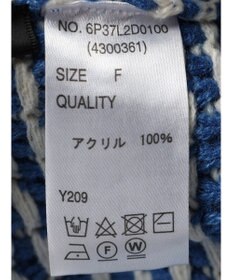 NO. 6P37L2D0100
(4300361)
SIZE F
QUALITY
アクリル 100%
Y209
F W